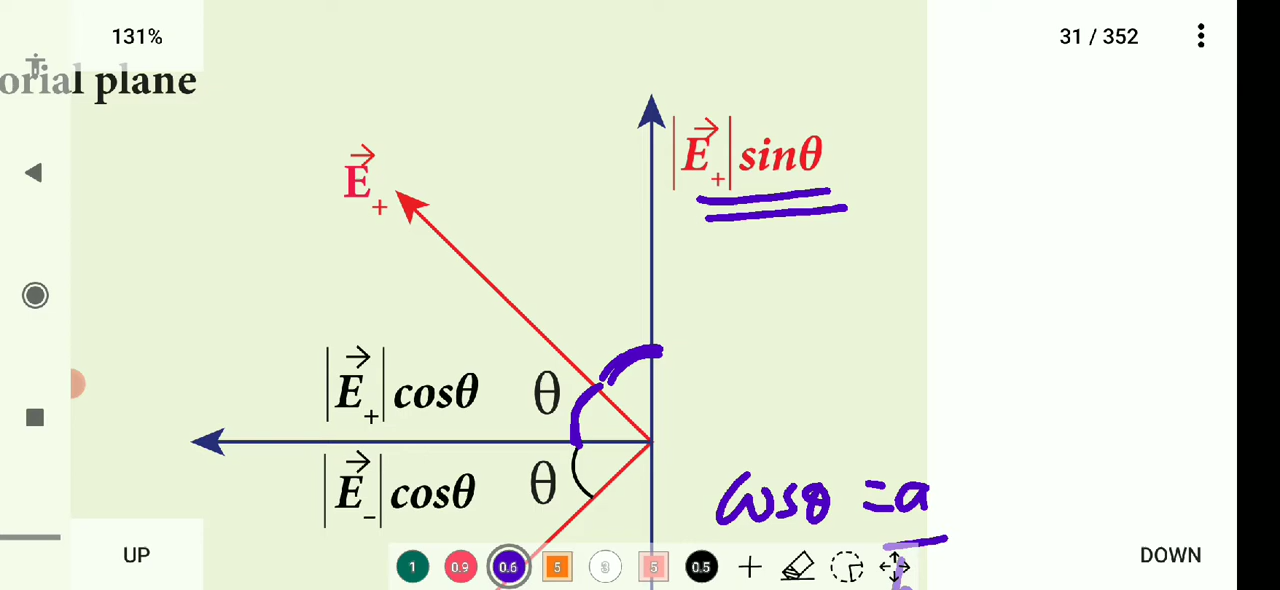 131%
31 / 352
orial plane
|E⃗₊| sinθ
E⃗₊
|E⃗₊| cosθ θ
|E⃗₋| cosθ θ
cosθ = a
UP
1 0.9 0.6 5 3 5 0.5
DOWN